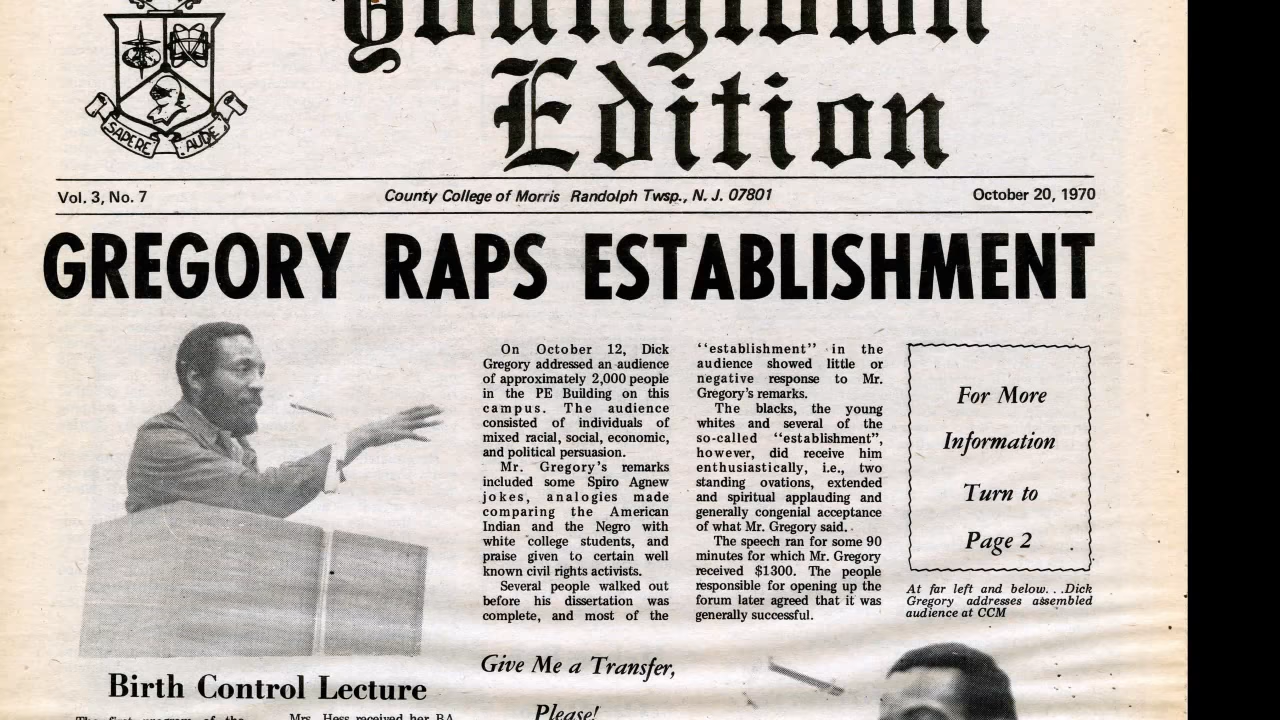 Youngtown
Edition
SAPERE AUDE
Vol. 3, No. 7
County College of Morris Randolph Twsp., N. J. 07801
October 20, 1970
GREGORY RAPS ESTABLISHMENT
On October 12, Dick
Gregory addressed an audience
of approximately 2,000 people
in the PE Building on this
campus. The audience
consisted of individuals of
mixed racial, social, economic,
and political persuasion.
Mr. Gregory's remarks
included some Spiro Agnew
jokes, analogies made
comparing the American
Indian and the Negro with
white college students, and
praise given to certain well
known civil rights activists.
Several people walked out
before his dissertation was
complete, and most of the
‘‘establishment’’ in the
audience showed little or
negative response to Mr.
Gregory's remarks.
The blacks, the young
whites and several of the
so-called “establishment”,
however, did receive him
enthusiastically, i.e., two
standing ovations, extended
and spiritual applauding and
generally congenial acceptance
of what Mr. Gregory said.
The speech ran for some 90
minutes for which Mr. Gregory
received $1300. The people
responsible for opening up the
forum later agreed that it was
generally successful.
For More
Information
Turn to
Page 2
At far left and below. . .Dick
Gregory addresses assembled
audience at CCM
Birth Control Lecture
The first program of the
Mrs. Hess received her BA
Give Me a Transfer,
Please!